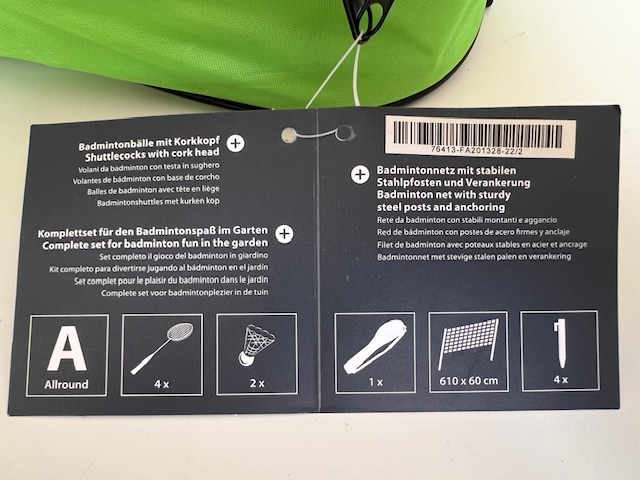 Badmintonbälle mit Korkkopf
Shuttlecocks with cork head
Volani da badminton con testa in sughero
Volantes de bádminton con base de corcho
Balles de badminton avec tête en liège
Badmintonshuttles met kurken kop
Komplettset für den Badmintonspaß im Garten
Complete set for badminton fun in the garden
Set completo il gioco del badminton in giardino
Kit completo para divertirse jugando al bádminton en el jardín
Set complet pour le plaisir du badminton dans le jardin
Complete set voor badmintonplezier in de tuin
A
Allround
4 x
2 x
76413-FA201328-22/2
Badmintonnetz mit stabilen
Stahlpfosten und Verankerung
Badminton net with sturdy
steel posts and anchoring
Rete da badminton con stabili montanti e aggancio
Red de bádminton con postes de acero firmes y anclaje
Filet de badminton avec poteaux stables en acier et ancrage
Badmintonnet met stevige stalen palen en verankering
1 x
610 x 60 cm
4 x